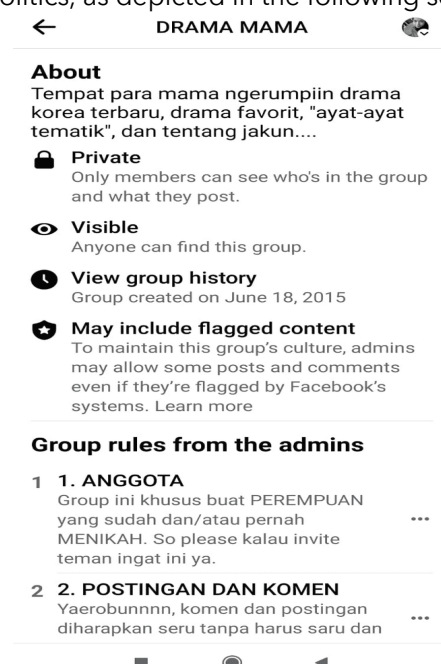 olitics, as depicted in the following s
DRAMA MAMA
About
Tempat para mama ngerumpiin drama
korea terbaru, drama favorit, "ayat-ayat
tematik", dan tentang jakun....
Private
Only members can see who's in the group
and what they post.
Visible
Anyone can find this group.
View group history
Group created on June 18, 2015
May include flagged content
To maintain this group's culture, admins
may allow some posts and comments
even if they're flagged by Facebook's
systems. Learn more
Group rules from the admins
1 1. ANGGOTA
Group ini khusus buat PEREMPUAN
yang sudah dan/atau pernah
MENIKAH. So please kalau invite
teman ingat ini ya.
2 2. POSTINGAN DAN KOMEN
Yaerobunnnn, komen dan postingan
diharapkan seru tanpa harus saru dan